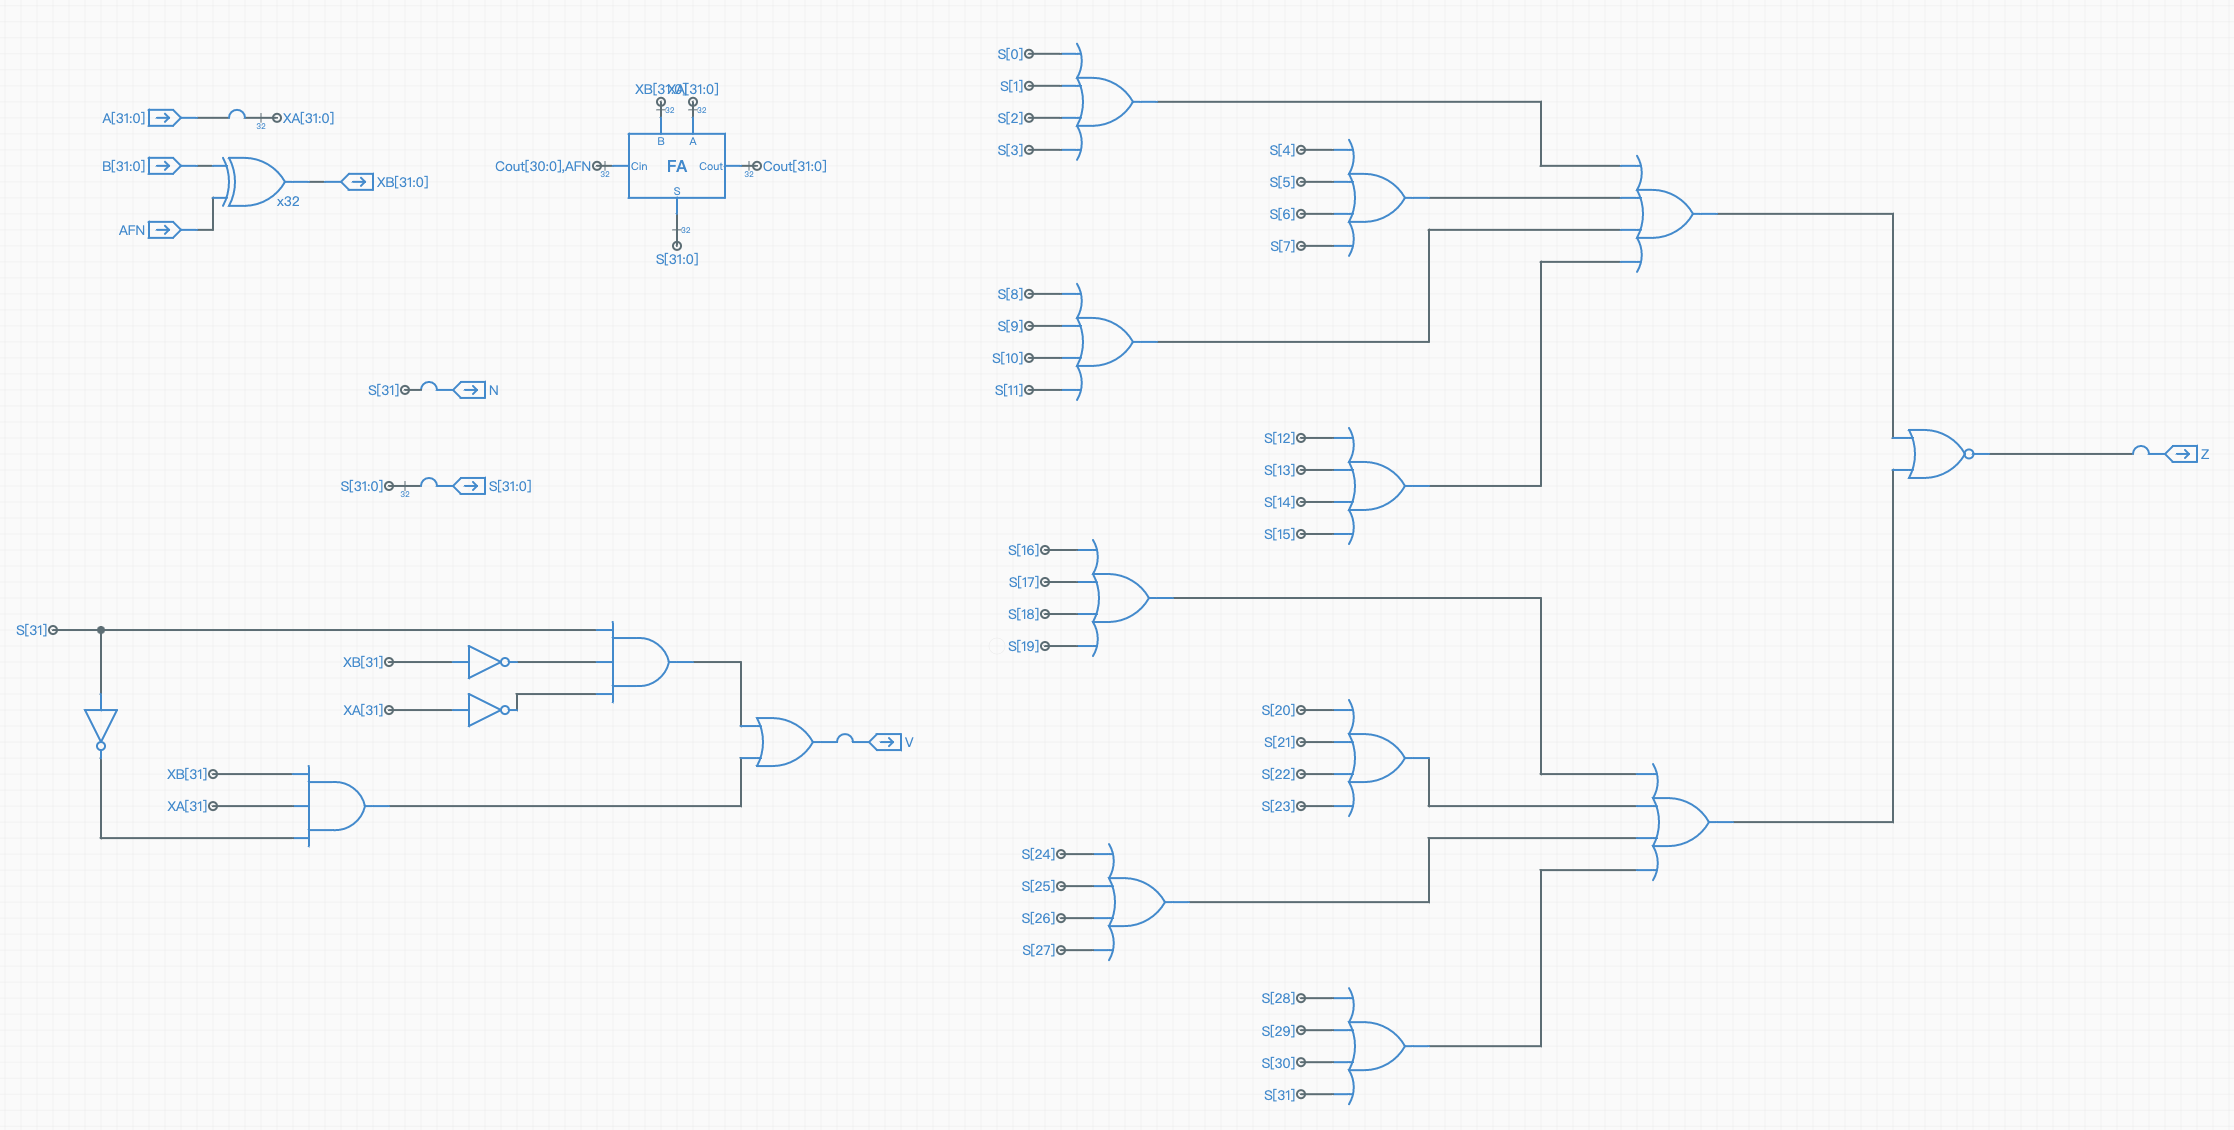 A[31:0]
32
XA[31:0]
B[31:0]
XB[31:0]
x32
AFN
XB[31:0]
XA[31:0]
32
32
B
A
Cout[30:0],AFN
32
Cin
FA
Cout
32
Cout[31:0]
S
32
S[31:0]
S[31]
N
S[31:0]
32
S[31:0]
S[31]
XB[31]
XA[31]
V
XB[31]
XA[31]
S[0]
S[1]
S[2]
S[3]
S[4]
S[5]
S[6]
S[7]
S[8]
S[9]
S[10]
S[11]
S[12]
S[13]
S[14]
S[15]
Z
S[16]
S[17]
S[18]
S[19]
S[20]
S[21]
S[22]
S[23]
S[24]
S[25]
S[26]
S[27]
S[28]
S[29]
S[30]
S[31]